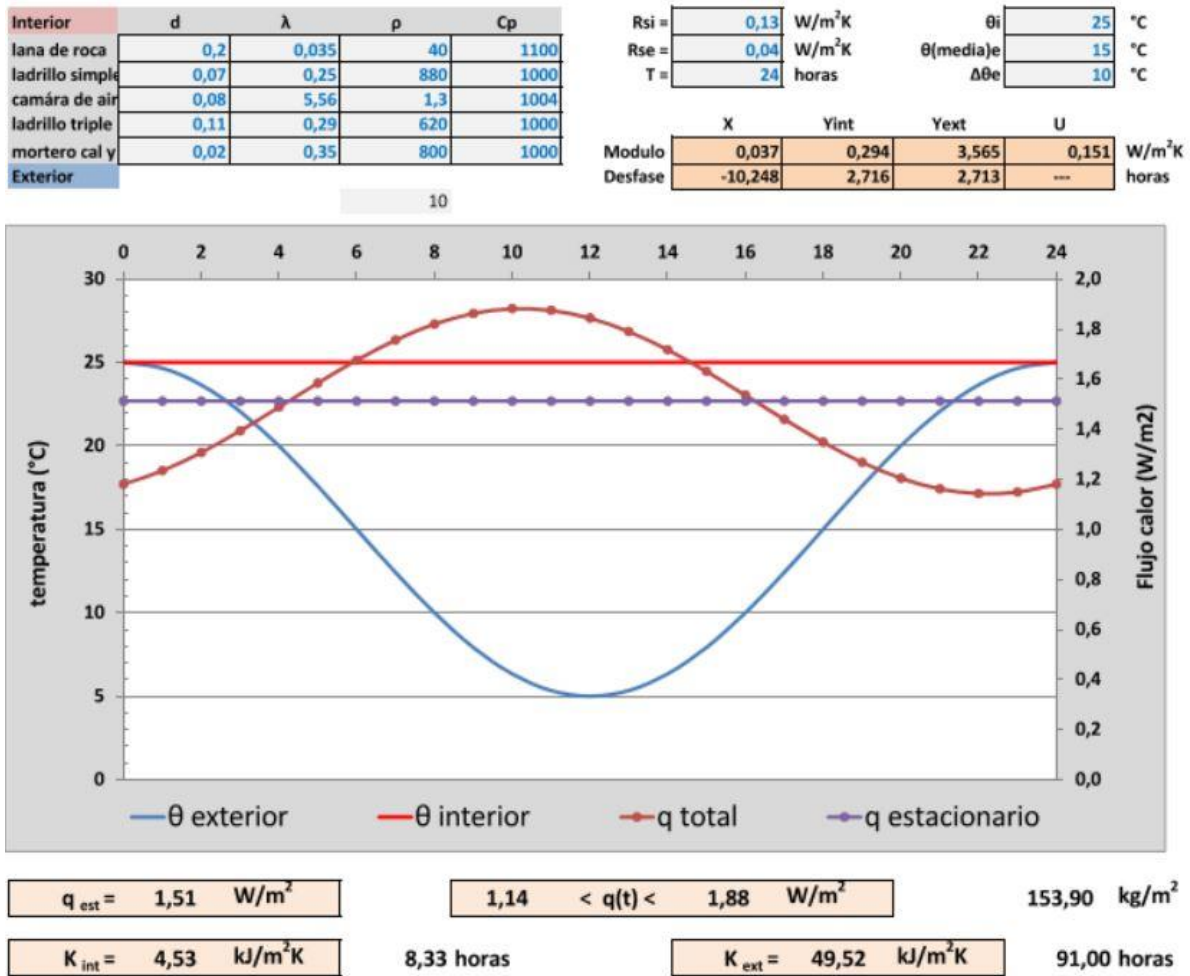 Interior d λ ρ Cp
lana de roca 0,2 0,035 40 1100
ladrillo simple 0,07 0,25 880 1000
camára de air 0,08 5,56 1,3 1004
ladrillo triple 0,11 0,29 620 1000
mortero cal y 0,02 0,35 800 1000
Exterior
10
Rsi = 0,13 W/m²K θi 25 °C
Rse = 0,04 W/m²K θ(media)e 15 °C
T = 24 horas Δθe 10 °C
X Yint Yext U
Modulo 0,037 0,294 3,565 0,151 W/m²K
Desfase -10,248 2,716 2,713 --- horas
0 2 4 6 8 10 12 14 16 18 20 22 24
30
25
20
15
10
5
0
temperatura (°C)
2,0
1,8
1,6
1,4
1,2
1,0
0,8
0,6
0,4
0,2
0,0
Flujo calor (W/m2)
θ exterior θ interior q total q estacionario
q est = 1,51 W/m² 1,14 < q(t) < 1,88 W/m² 153,90 kg/m²
K int = 4,53 kJ/m²K 8,33 horas K ext = 49,52 kJ/m²K 91,00 horas